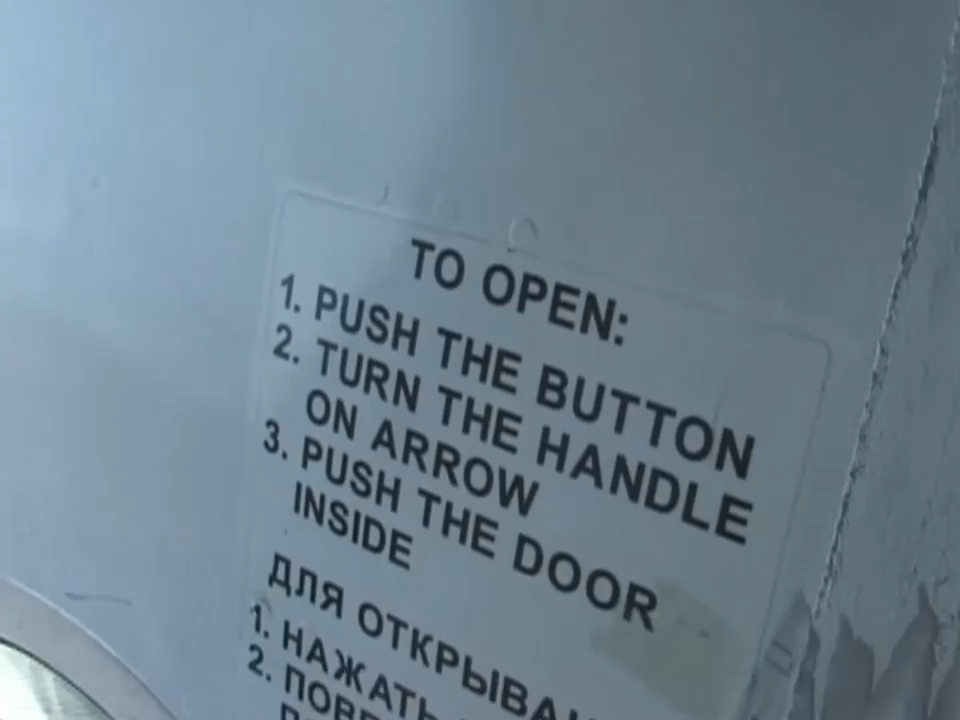 TO OPEN:
1. PUSH THE BUTTON
2. TURN THE HANDLE
ON ARROW
3. PUSH THE DOOR
INSIDE
ДЛЯ
1. НАЖАТЬ
2.